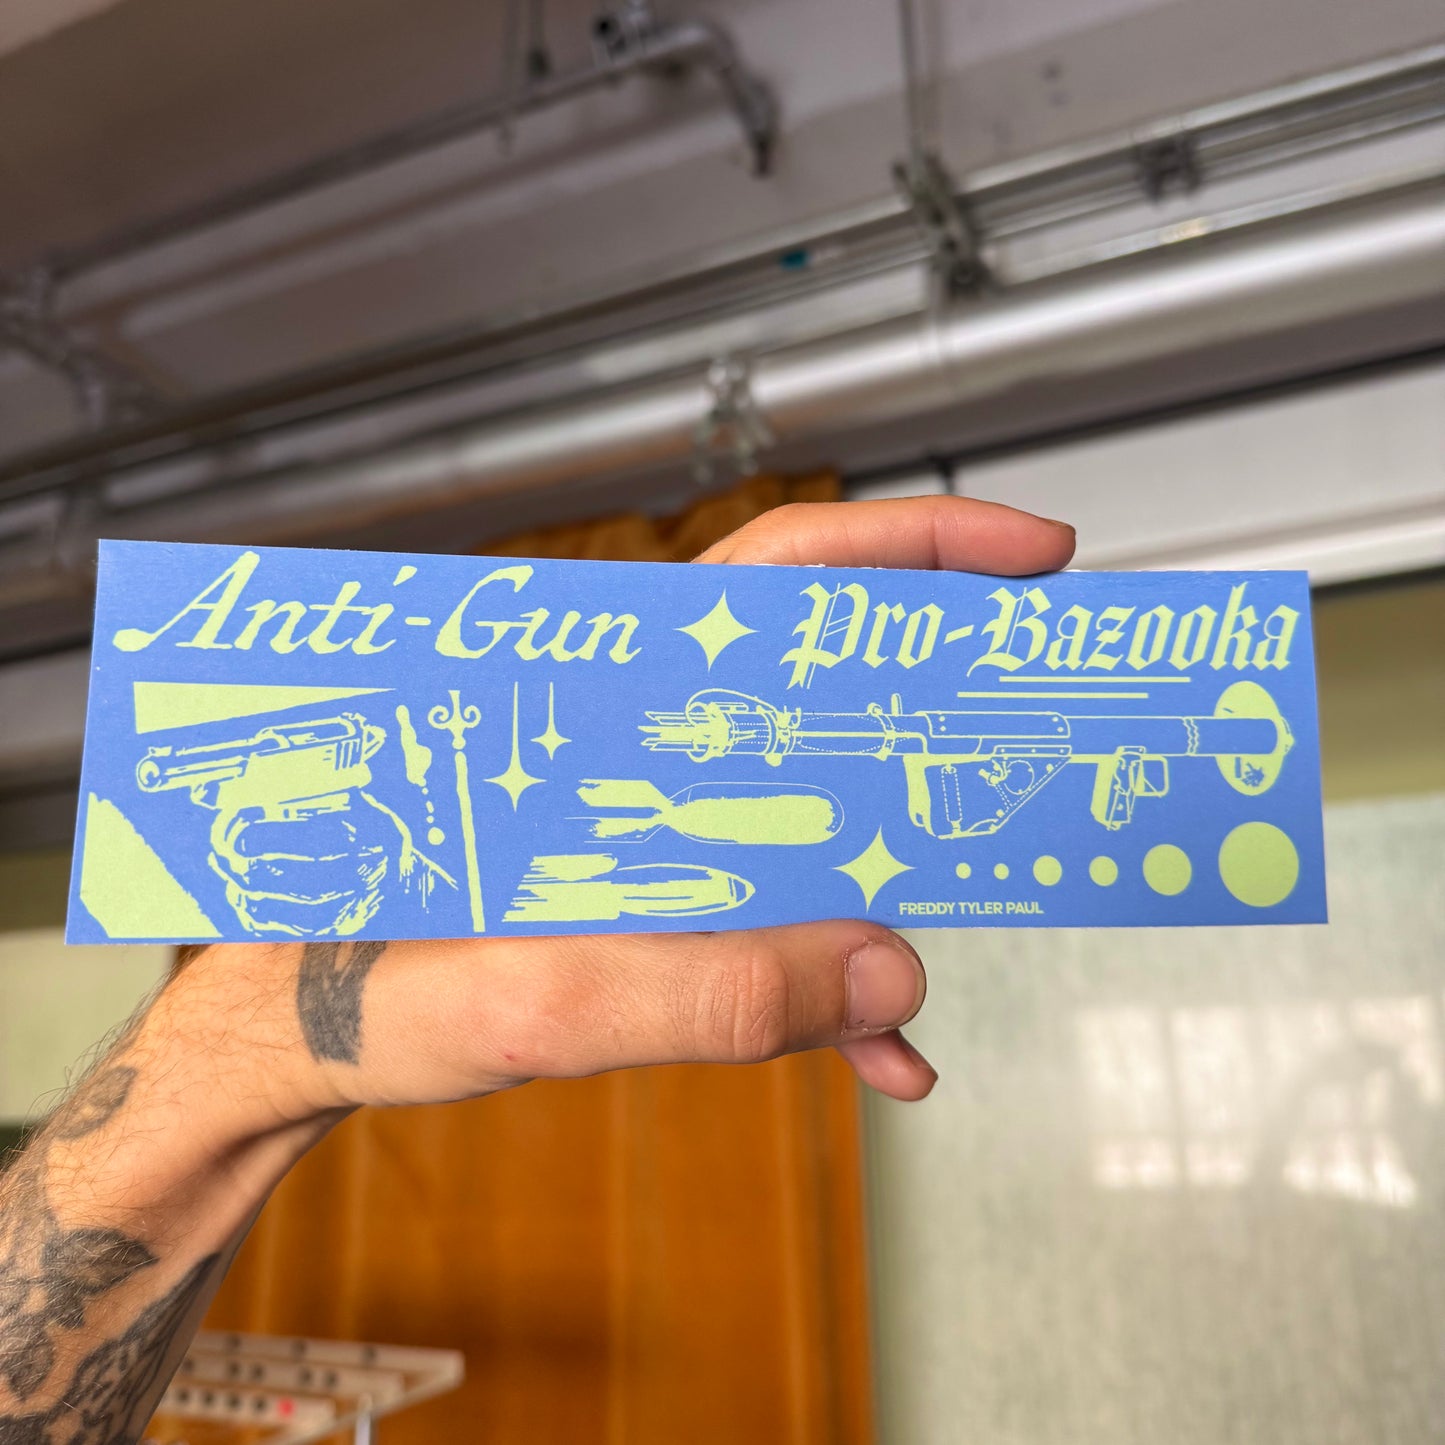 Anti-Gun Pro-Bazooka
FREDDY TYLER PAUL